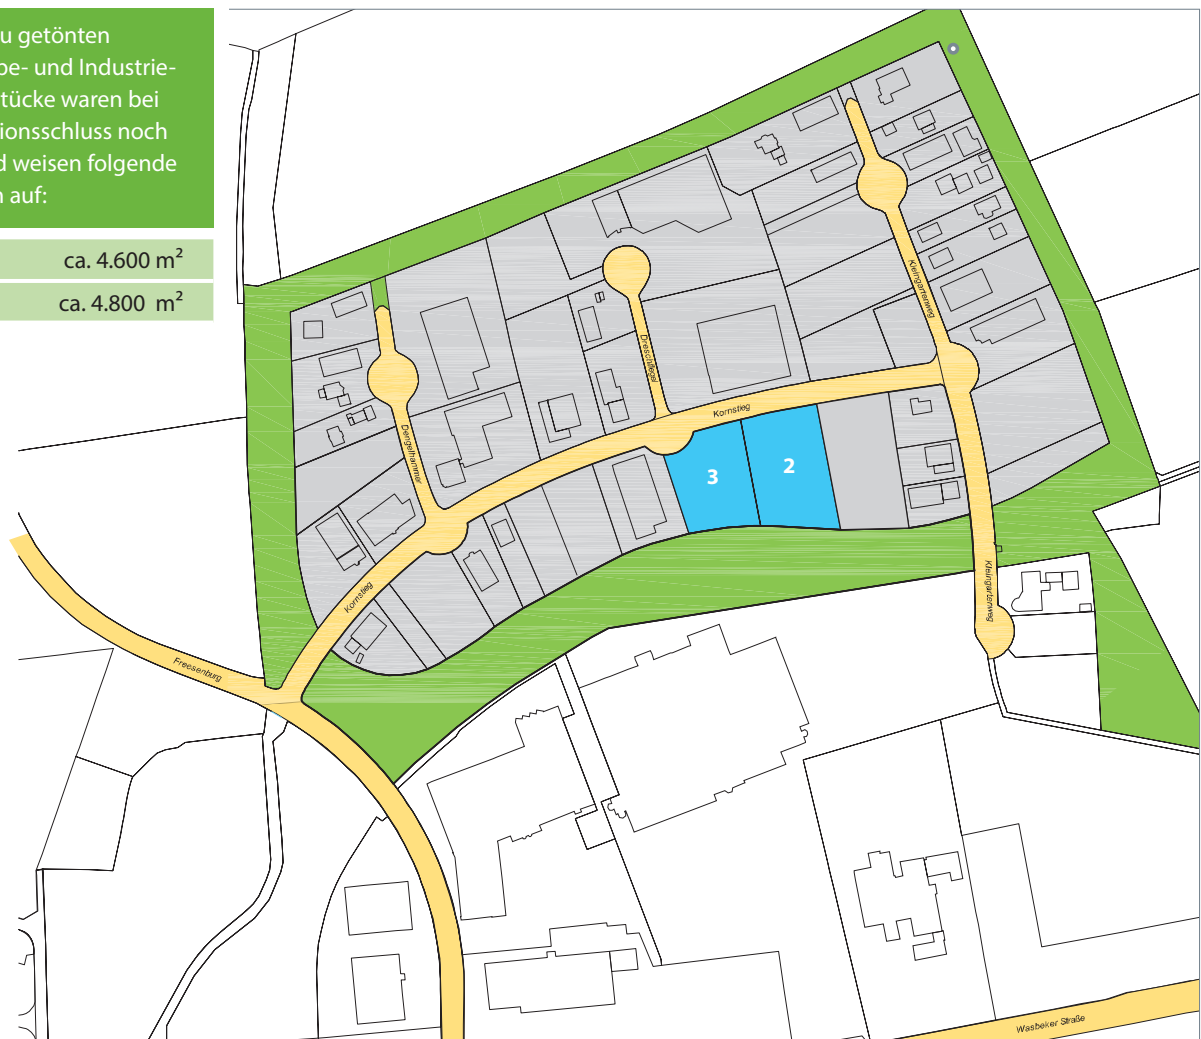 u getönten
be- und Industrie-
tücke waren bei
ionsschluss noch
d weisen folgende
n auf:
ca. 4.600 m²
ca. 4.800 m²
Kleingartenweg
Dreschflegel
Kornstieg
Dengelhammer
3
2
Kornstieg
Kleingartenweg
Freesenburg
Wasbeker Straße